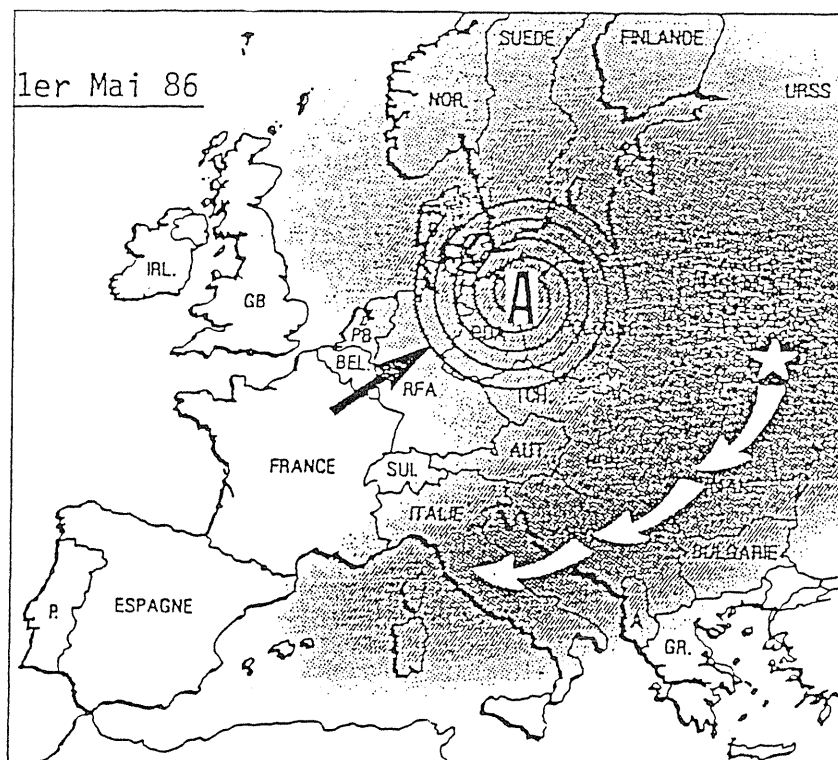 SUEDE
FINLANDE
1er Mai 86
NOR.
URSS
IRL.
GB
A
PB
BEL.
RFA
TCH.
AUT.
FRANCE
SUI.
ITALIE
BULGARIE
P.
ESPAGNE
A
GR.